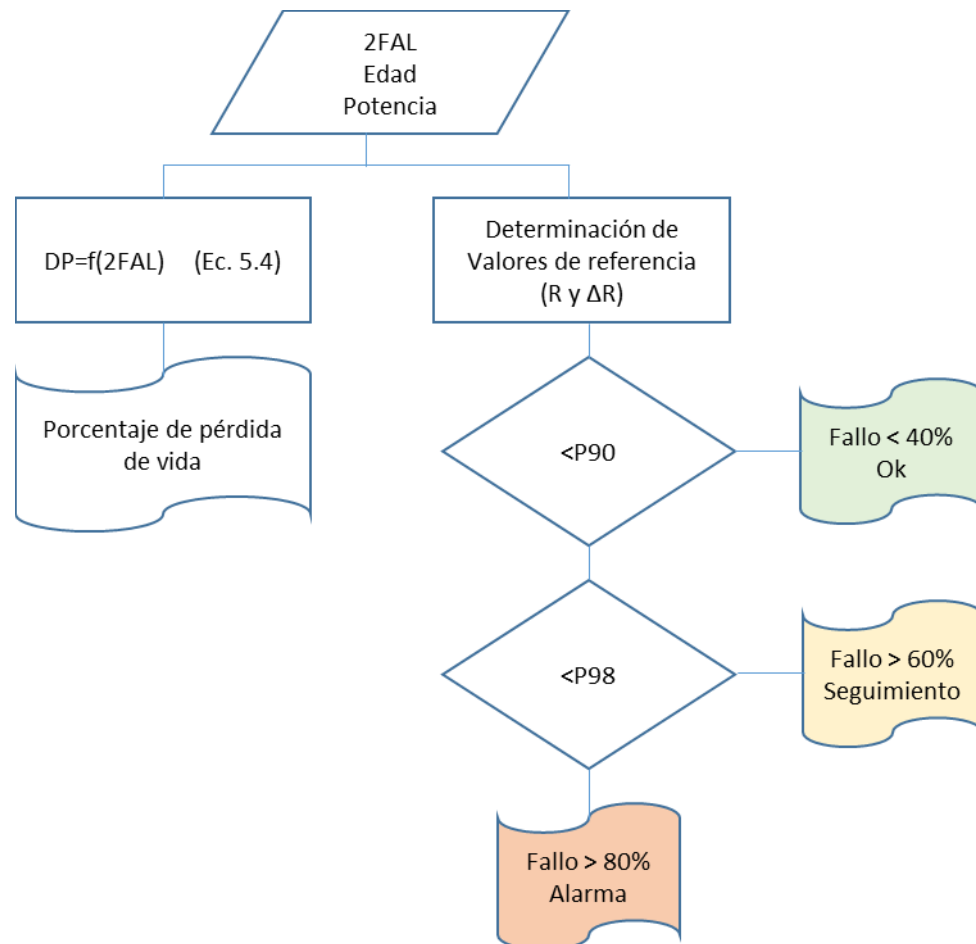 2FAL
Edad
Potencia
DP=f(2FAL) (Ec. 5.4)
Determinación de
Valores de referencia
(R y ΔR)
Porcentaje de pérdida
de vida
<P90
Fallo < 40%
Ok
<P98
Fallo > 60%
Seguimiento
Fallo > 80%
Alarma